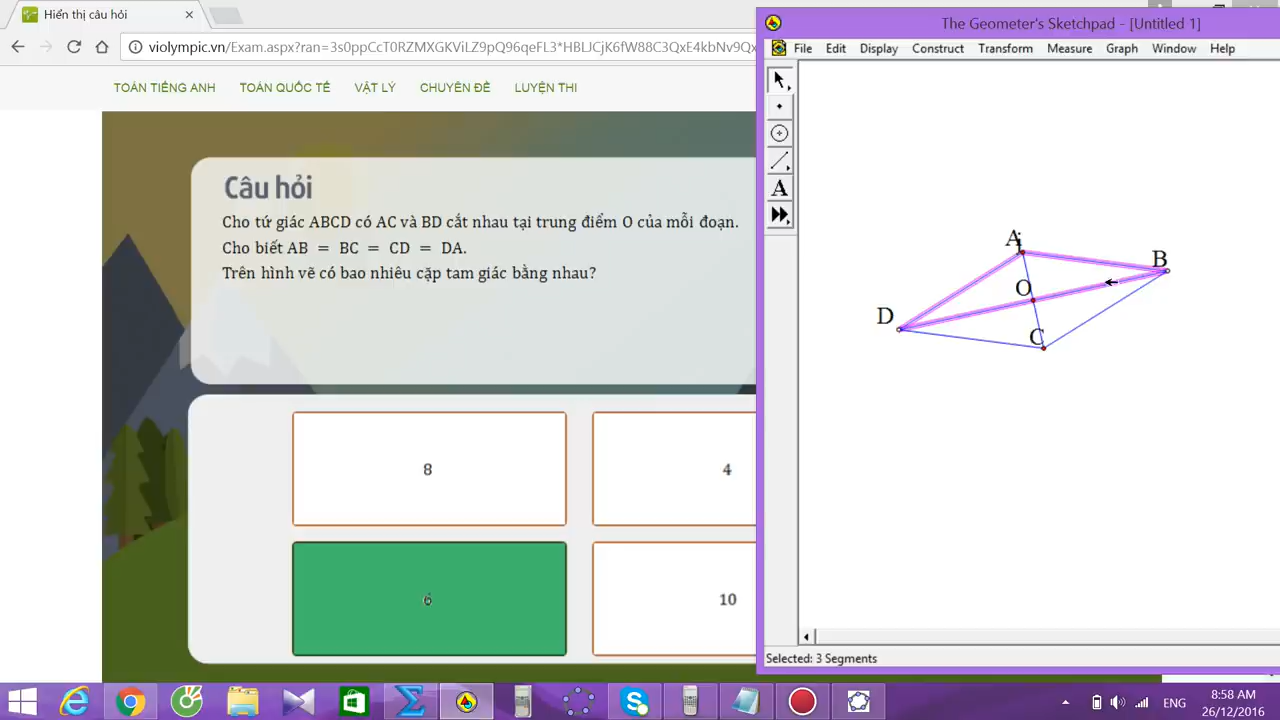 Hiển thị câu hỏi
The Geometer's Sketchpad - [Untitled 1]
violympic.vn/Exam.aspx?ran=3s0ppCcT0RZMXGKViLZ9pQ96qeFL3*HBLJCjK6fW88C3QxE4kbNv9Qx
File Edit Display Construct Transform Measure Graph Window Help
TOÁN TIẾNG ANH TOÁN QUỐC TẾ VẬT LÝ CHUYÊN ĐỀ LUYỆN THI
Câu hỏi
Cho tứ giác ABCD có AC và BD cắt nhau tại trung điểm O của mỗi đoạn.
Cho biết AB = BC = CD = DA.
Trên hình vẽ có bao nhiêu cặp tam giác bằng nhau?
A
A
B
O
D
C
8
4
6
10
Selected: 3 Segments
ENG
8:58 AM
26/12/2016